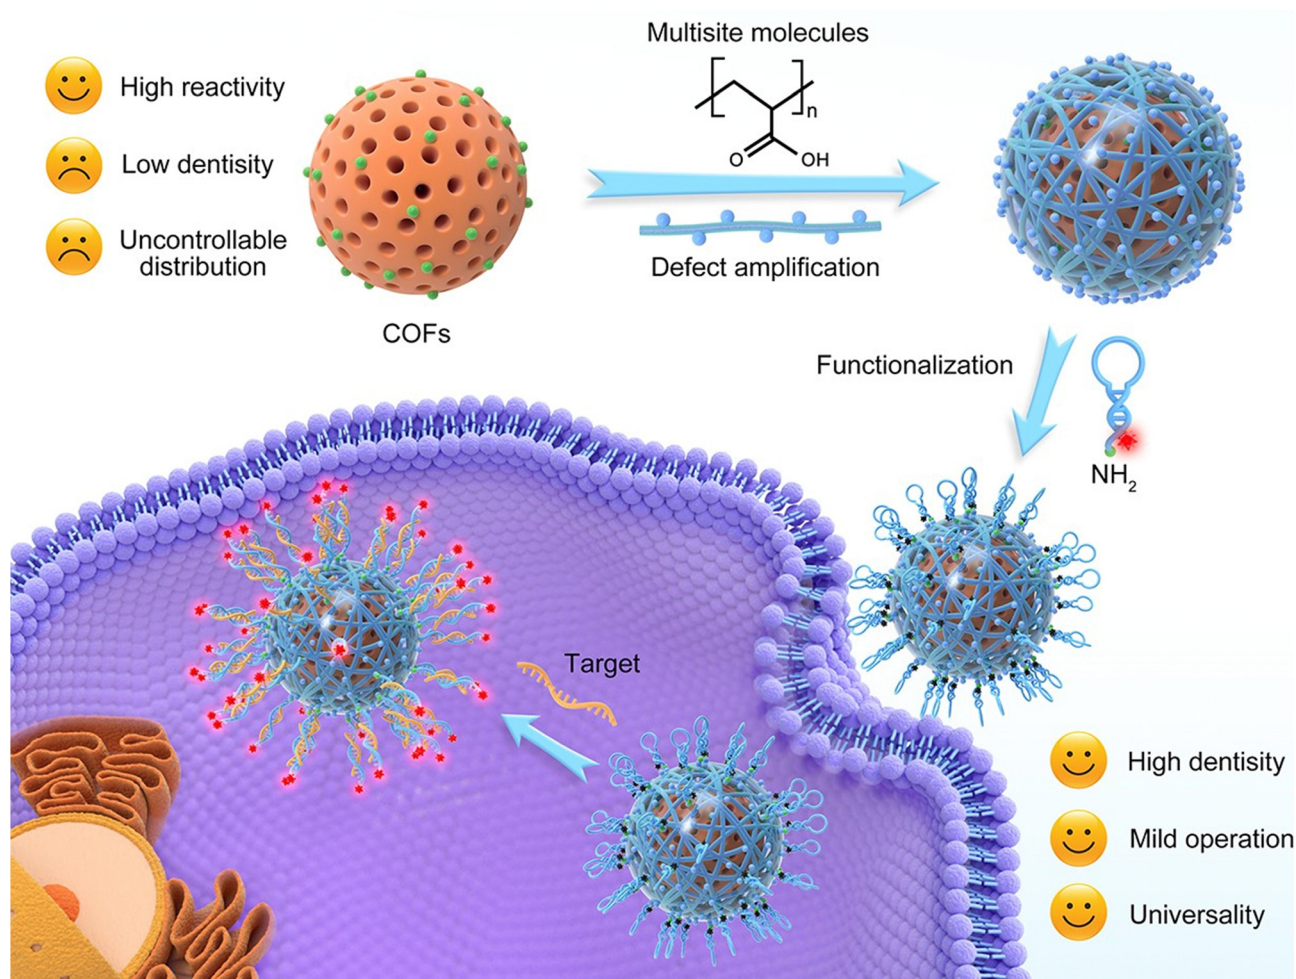 Multisite molecules
n
O
OH
High reactivity
Low dentisity
Uncontrollable
distribution
COFs
Defect amplification
Functionalization
NH2
Target
High dentisity
Mild operation
Universality